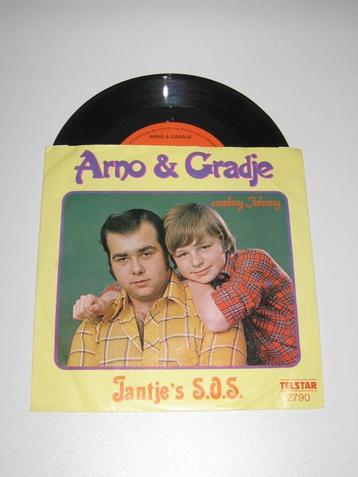 ARNO & GRADJE
Arno & Gradje
cowboy Johnny
Jantje's S.O.S.
TELSTAR
2790